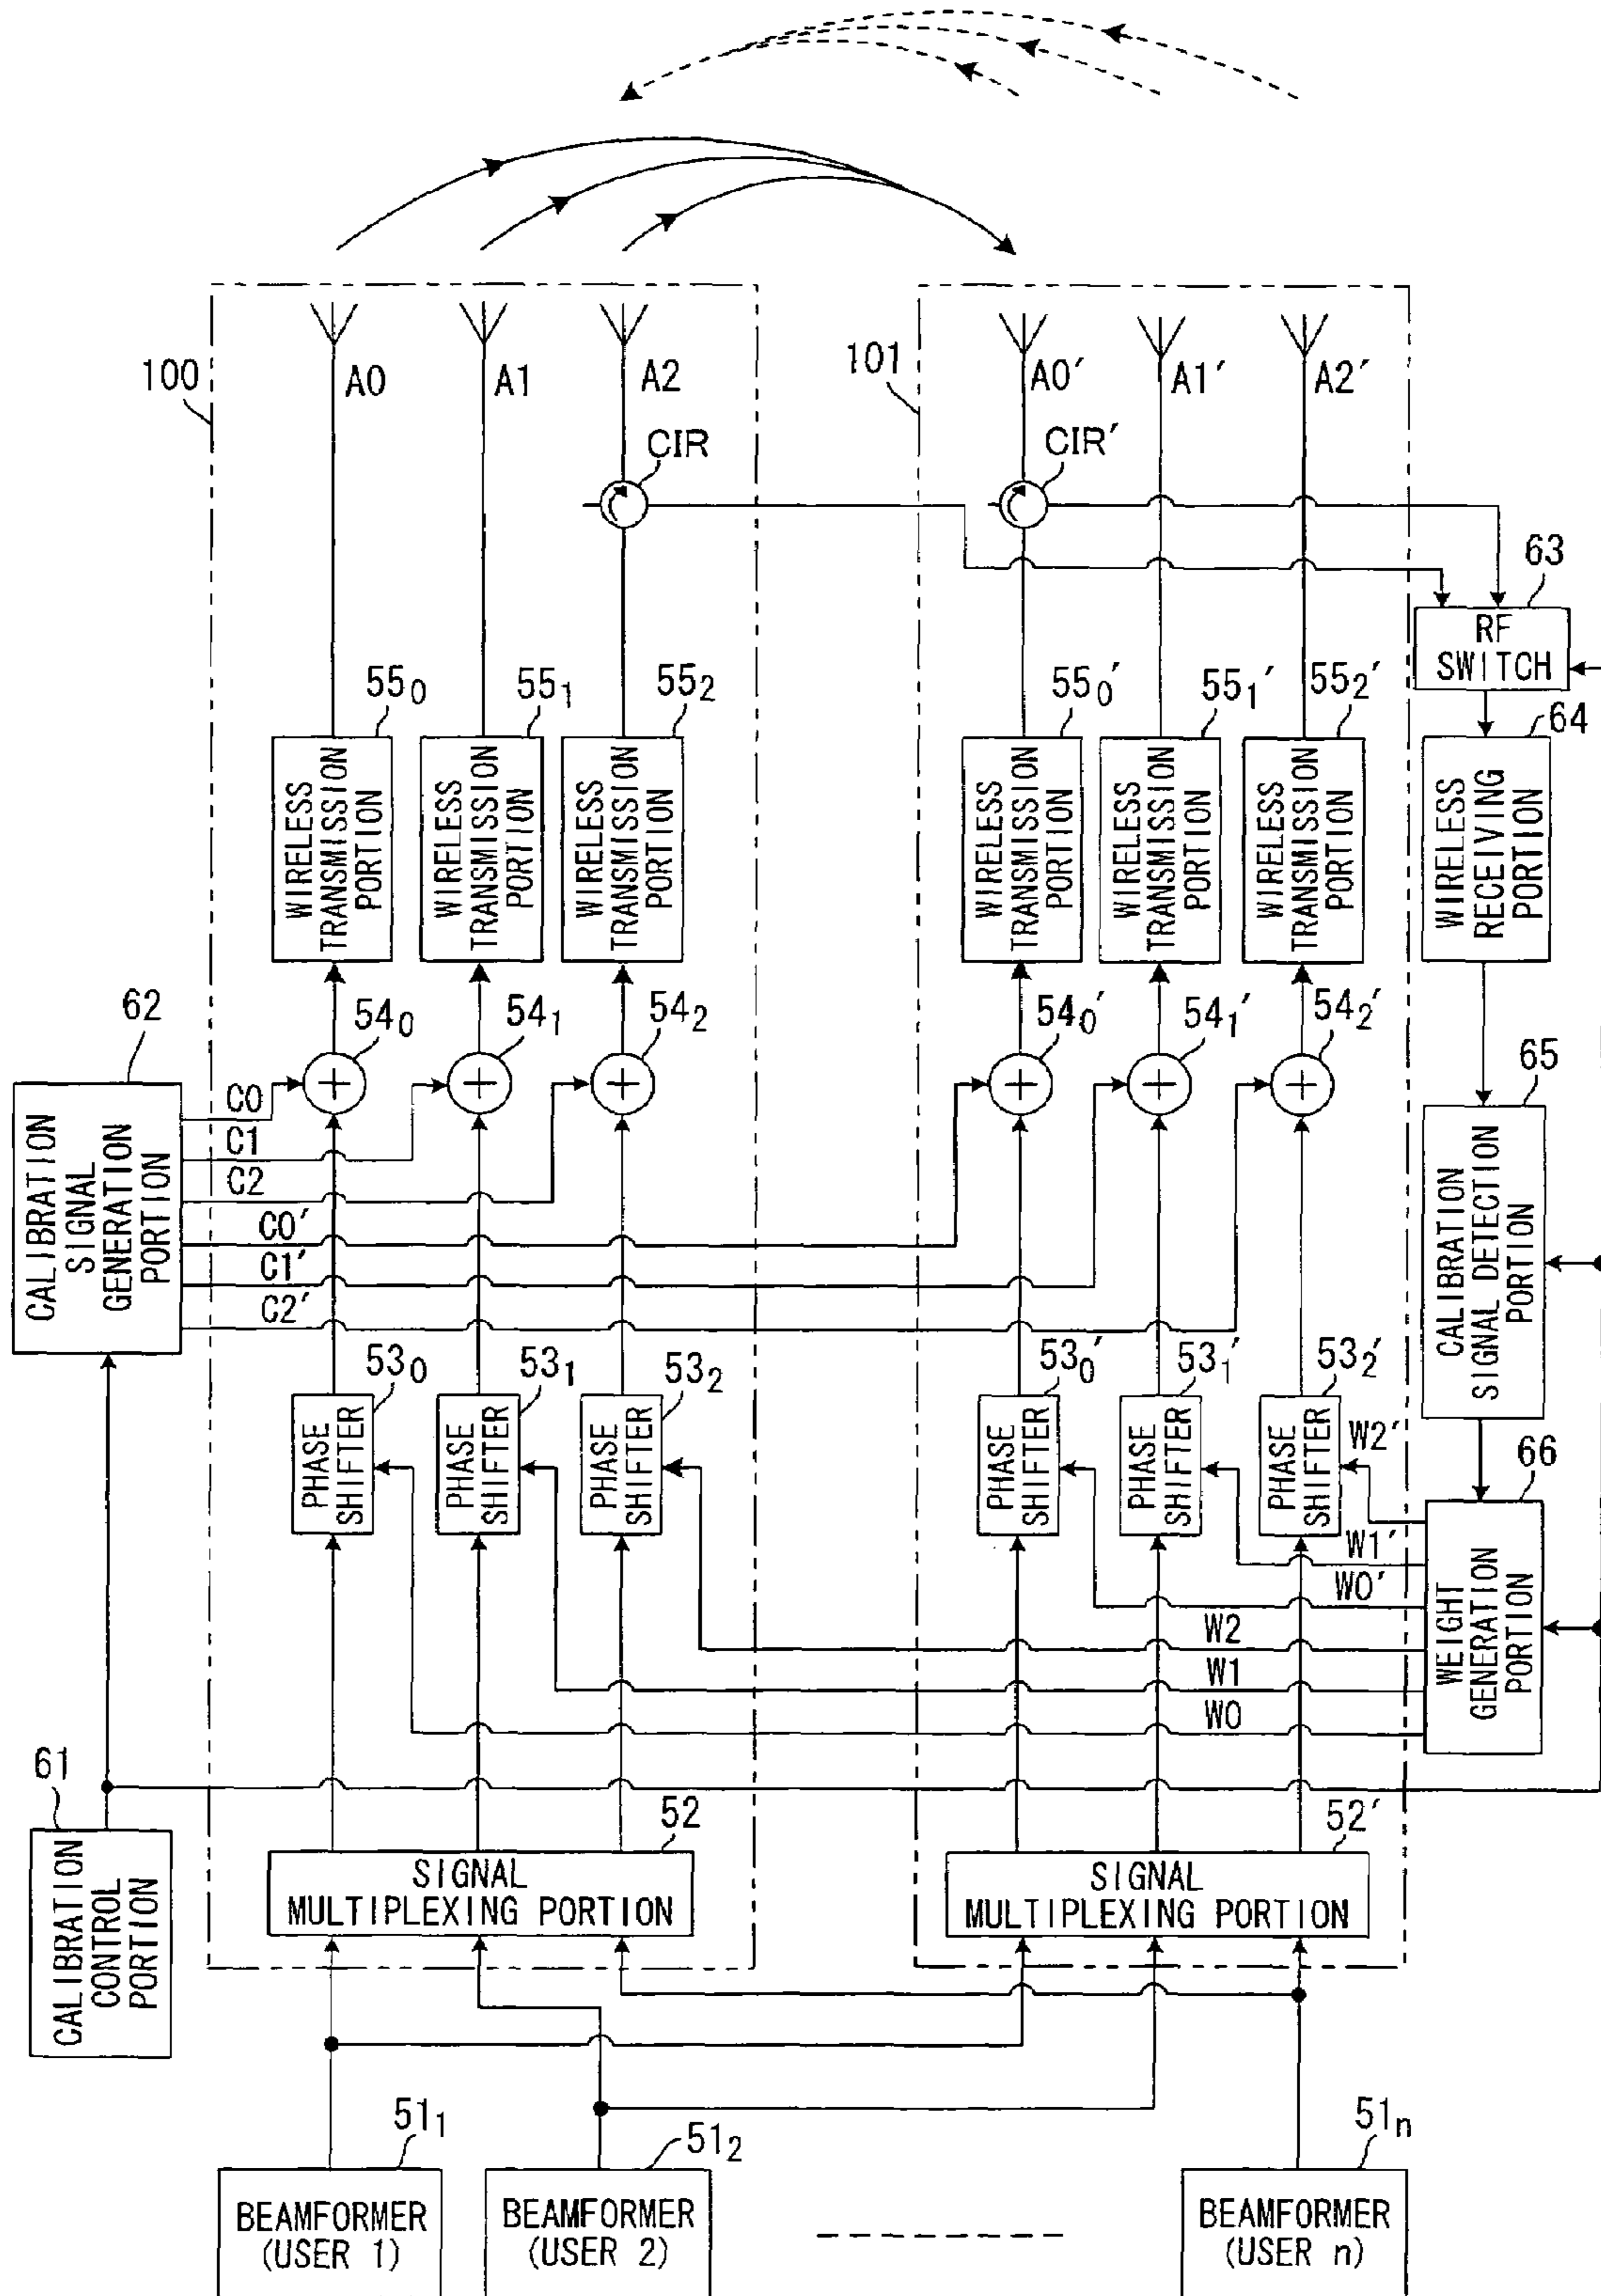 100
A0
A1
A2
101
A0′
A1′
A2′
CIR
CIR′
63
RF
SWITCH
55₀
55₁
55₂
55₀′
55₁′
55₂′
64
WIRELESS
TRANSMISSION
PORTION
WIRELESS
TRANSMISSION
PORTION
WIRELESS
TRANSMISSION
PORTION
WIRELESS
TRANSMISSION
PORTION
WIRELESS
TRANSMISSION
PORTION
WIRELESS
TRANSMISSION
PORTION
WIRELESS
RECEIVING
PORTION
62
54₀
54₁
54₂
54₀′
54₁′
54₂′
65
+
+
+
+
+
+
CALIBRATION
SIGNAL
GENERATION
PORTION
C0
C1
C2
C0′
C1′
C2′
CALIBRATION
SIGNAL DETECTION
PORTION
53₀
53₁
53₂
53₀′
53₁′
53₂′
66
PHASE
SHIFTER
PHASE
SHIFTER
PHASE
SHIFTER
PHASE
SHIFTER
PHASE
SHIFTER
PHASE
SHIFTER
W2′
W1′
W0′
W2
W1
W0
WEIGHT
GENERATION
PORTION
61
CALIBRATION
CONTROL
PORTION
52
SIGNAL
MULTIPLEXING PORTION
52′
SIGNAL
MULTIPLEXING PORTION
51₁
51₂
51ₙ
BEAMFORMER
(USER 1)
BEAMFORMER
(USER 2)
BEAMFORMER
(USER n)